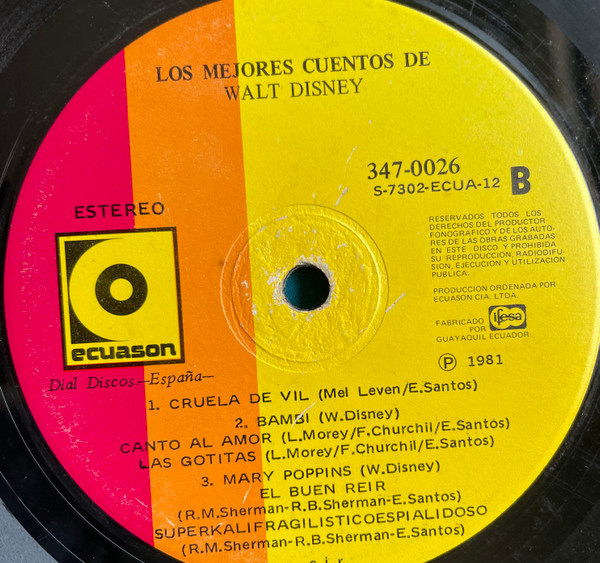 LOS MEJORES CUENTOS DE
WALT DISNEY
347-0026
S-7302-ECUA-12
B
ESTEREO
RESERVADOS TODOS LOS
DERECHOS DEL PRODUCTOR
FONOGRAFICO Y DE LOS AUTO-
RES DE LAS OBRAS GRABADAS
EN ESTE DISCO Y PROHIBIDA
SU REPRODUCCION, RADIODIFU-
SION, EJECUCION Y UTILIZACION
PUBLICA.
PRODUCCION ORDENADA POR
ECUASON CIA. LTDA.
FABRICADO
POR
ifesa
GUAYAQUIL ECUADOR
ecuason
Ⓟ 1981
Dial Discos.-España-
1. CRUELA DE VIL (Mel Leven/E.Santos)
2. BAMBI (W.Disney)
CANTO AL AMOR (L.Morey/F.Churchil/E.Santos)
LAS GOTITAS (L.Morey/F.Churchil/E.Santos)
3. MARY POPPINS (W.Disney)
EL BUEN REIR
(R.M.Sherman-R.B.Sherman-E.Santos)
SUPERKALIFRAGILISTICOESPIALIDOSO
(R.M.Sherman-R.B.Sherman-E.Santos)